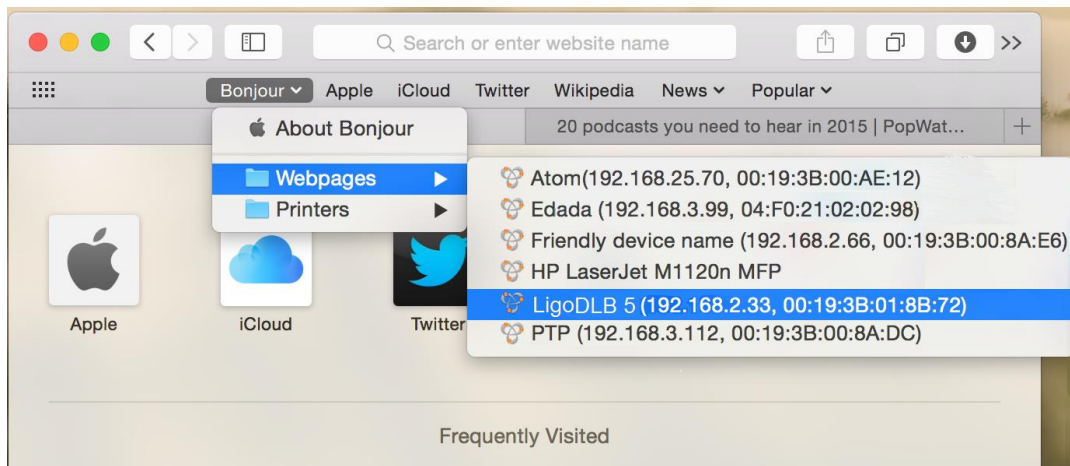 Search or enter website name
>>
Bonjour Apple iCloud Twitter Wikipedia News Popular
About Bonjour
20 podcasts you need to hear in 2015 | PopWat...
Webpages
Printers
Atom(192.168.25.70, 00:19:3B:00:AE:12)
Edada (192.168.3.99, 04:F0:21:02:02:98)
Friendly device name (192.168.2.66, 00:19:3B:00:8A:E6)
HP LaserJet M1120n MFP
LigoDLB 5 (192.168.2.33, 00:19:3B:01:8B:72)
PTP (192.168.3.112, 00:19:3B:00:8A:DC)
Apple
iCloud
Twitter
Frequently Visited